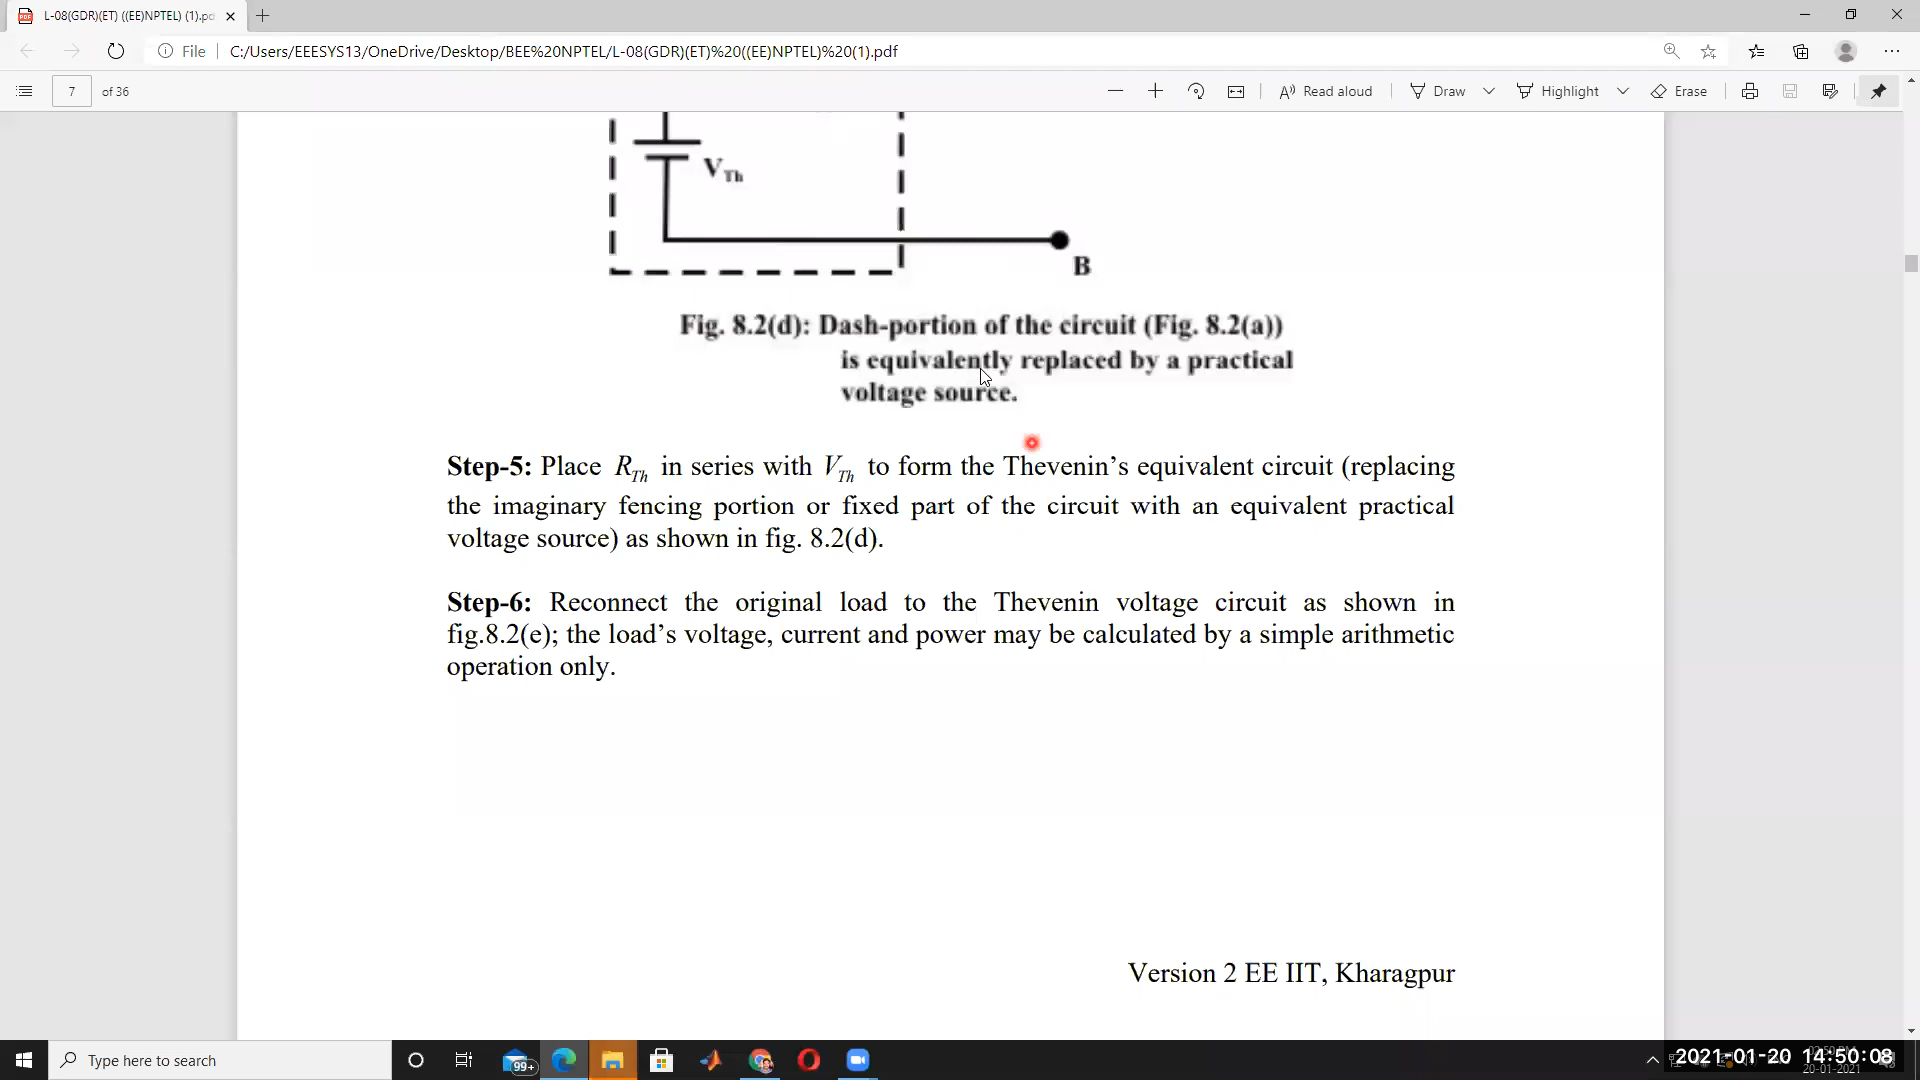 L-08(GDR)(ET) ((EE)NPTEL) (1).pd
File
C:/Users/EEESYS13/OneDrive/Desktop/BEE%20NPTEL/L-08(GDR)(ET)%20((EE)NPTEL)%20(1).pdf
7 of 36
Read aloud
Draw
Highlight
Erase
V Th
B
Fig. 8.2(d): Dash-portion of the circuit (Fig. 8.2(a))
is equivalently replaced by a practical
voltage source.
Step-5: Place R Th in series with V Th to form the Thevenin’s equivalent circuit (replacing
the imaginary fencing portion or fixed part of the circuit with an equivalent practical
voltage source) as shown in fig. 8.2(d).
Step-6: Reconnect the original load to the Thevenin voltage circuit as shown in
fig.8.2(e); the load’s voltage, current and power may be calculated by a simple arithmetic
operation only.
Version 2 EE IIT, Kharagpur
Type here to search
99+
2021-01-20 14:50:08
20-01-2021